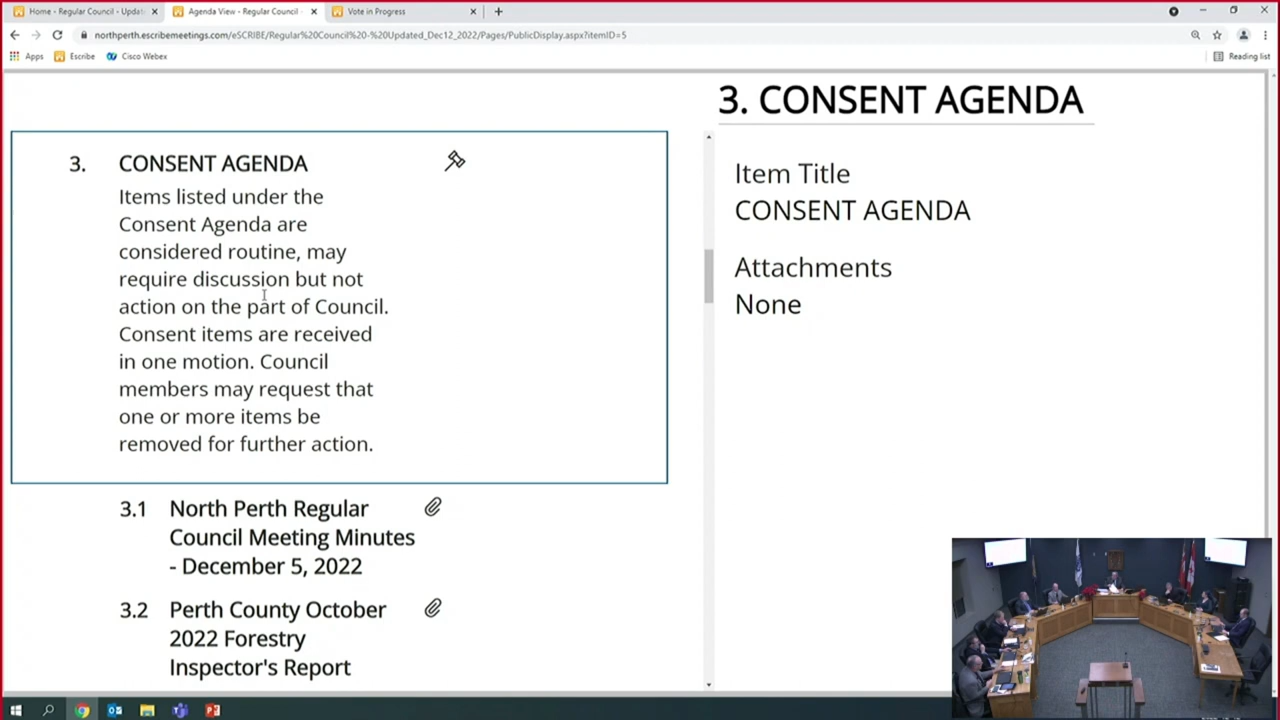 Home - Regular Council - Updat
Agenda View - Regular Council -
Vote in Progress
northperth.escribemeetings.com/eSCRIBE/Regular%20Council%20-%20Updated_Dec12_2022/Pages/PublicDisplay.aspx?itemID=5
Apps
Escribe
Cisco Webex
Reading list
3. CONSENT AGENDA
Items listed under the
Consent Agenda are
considered routine, may
require discussion but not
action on the part of Council.
Consent items are received
in one motion. Council
members may request that
one or more items be
removed for further action.
3.1 North Perth Regular
Council Meeting Minutes
- December 5, 2022
3.2 Perth County October
2022 Forestry
Inspector's Report
3. CONSENT AGENDA
Item Title
CONSENT AGENDA
Attachments
None